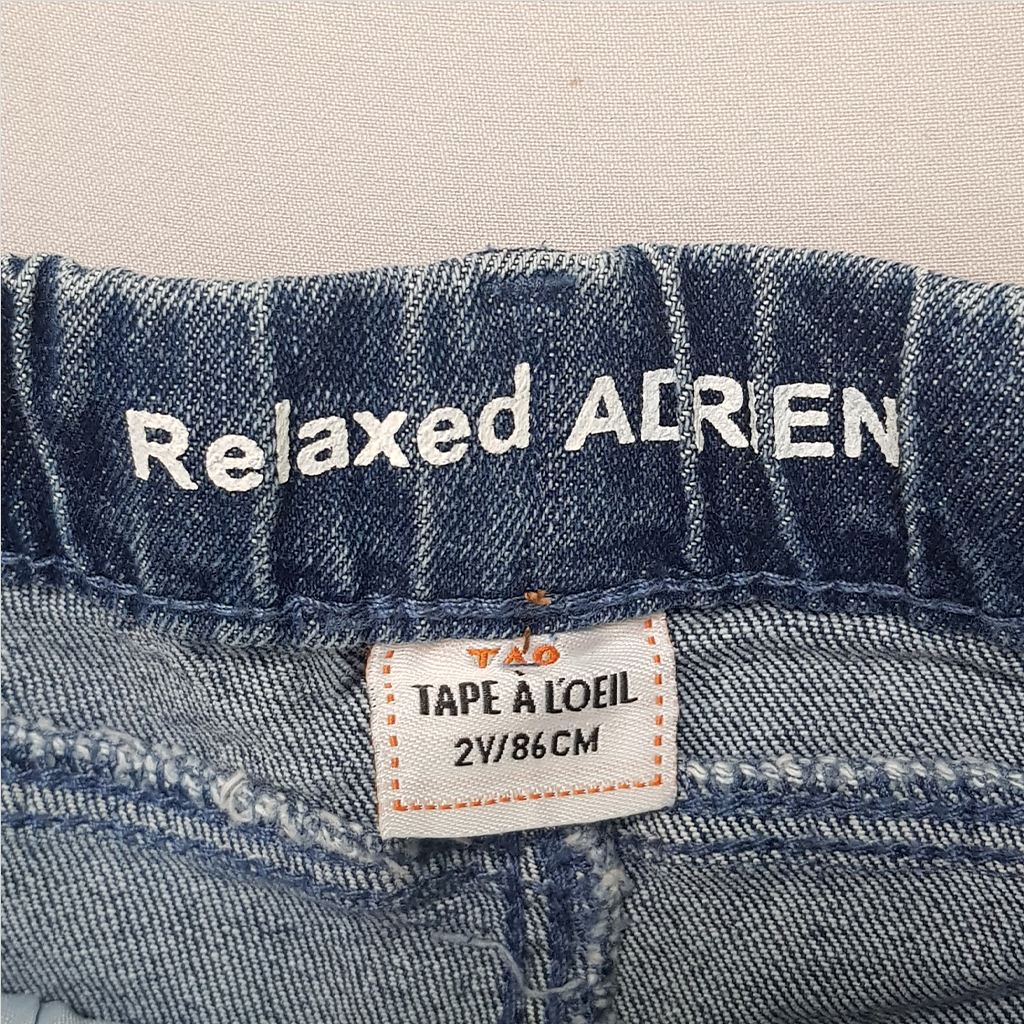 Relaxed ADRIEN
TAO
TAPE À L'OEIL
2Y/86CM